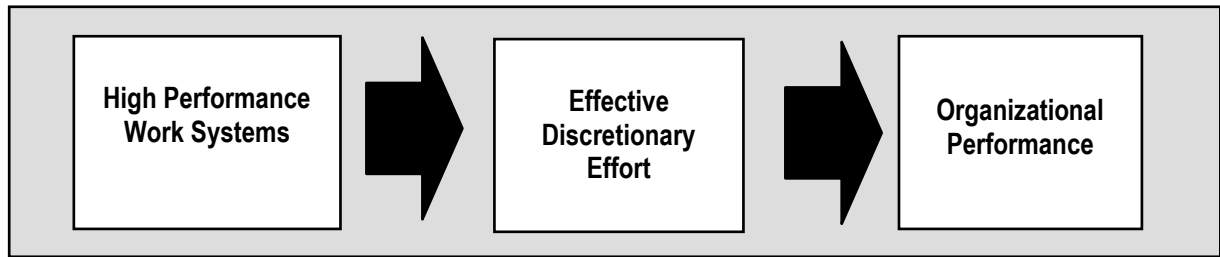 High Performance
Work Systems
Effective
Discretionary
Effort
Organizational
Performance